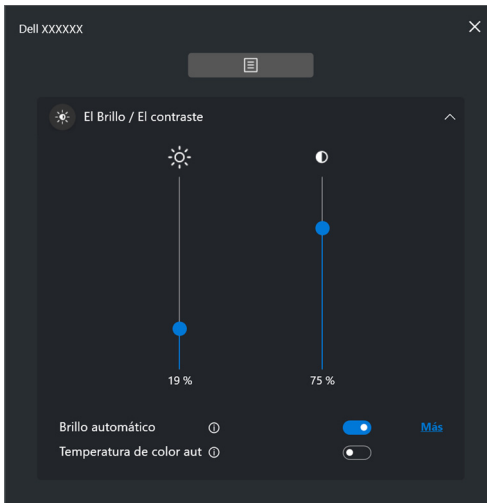 Dell XXXXXX
El Brillo / El contraste
19 % 75 %
Brillo automático Más
Temperatura de color aut